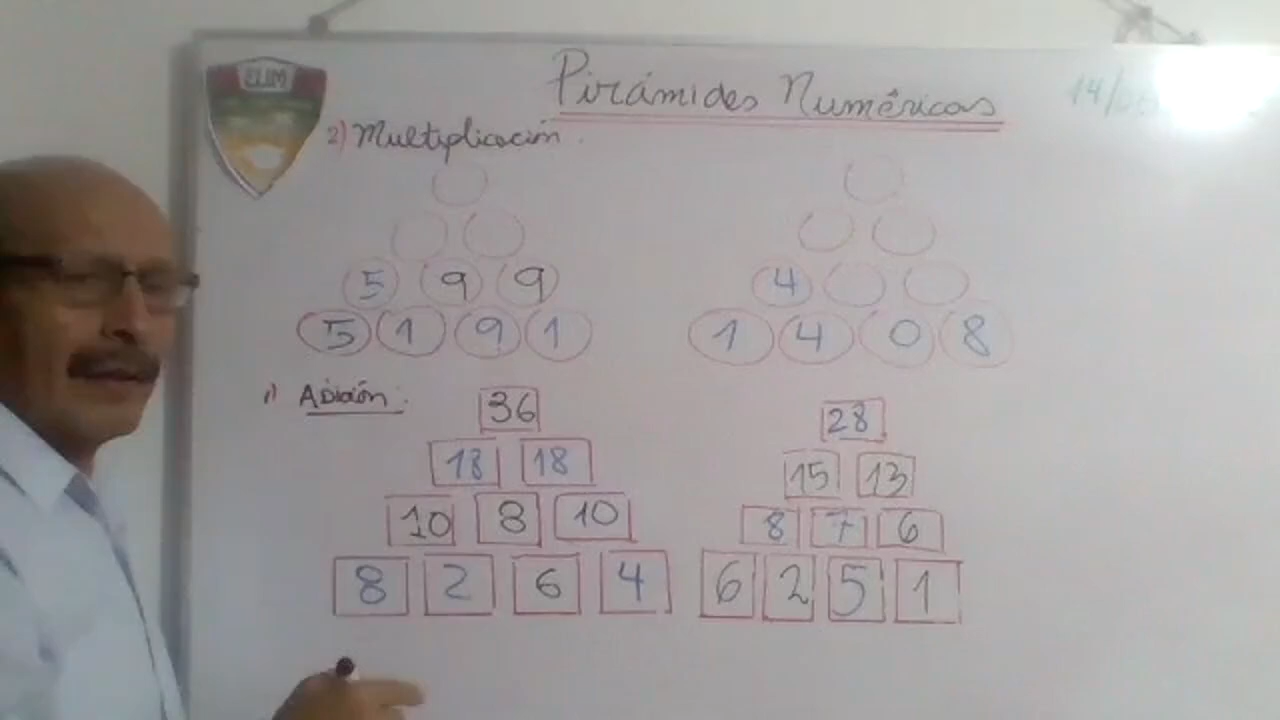 ELIM
Pirámides Numéricas
14/
2) Multiplicación.
5 9 9
5 1 9 1
4
1 4 0 8
1) Adición:
36
18 18
10 8 10
8 2 6 4
28
15 13
8 7 6
6 2 5 1